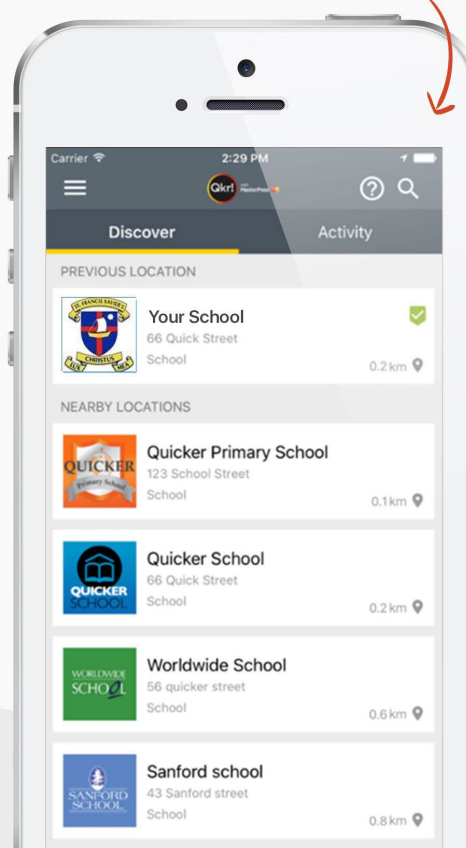 Carrier
2:29 PM
Qkr!
with
MasterPass
Discover
Activity
PREVIOUS LOCATION
ST. FRANCIS XAVIER'S
LUX
CHRISTUS
MEA
Your School
66 Quick Street
School
0.2 km
NEARBY LOCATIONS
QUICKER
Primary School
Quicker Primary School
123 School Street
School
0.1 km
QUICKER
SCHOOL
Quicker School
66 Quick Street
School
0.2 km
WORLDWIDE
SCHOOL
Worldwide School
56 quicker street
School
0.6 km
SANFORD
SCHOOL
Sanford school
43 Sanford street
School
0.8 km